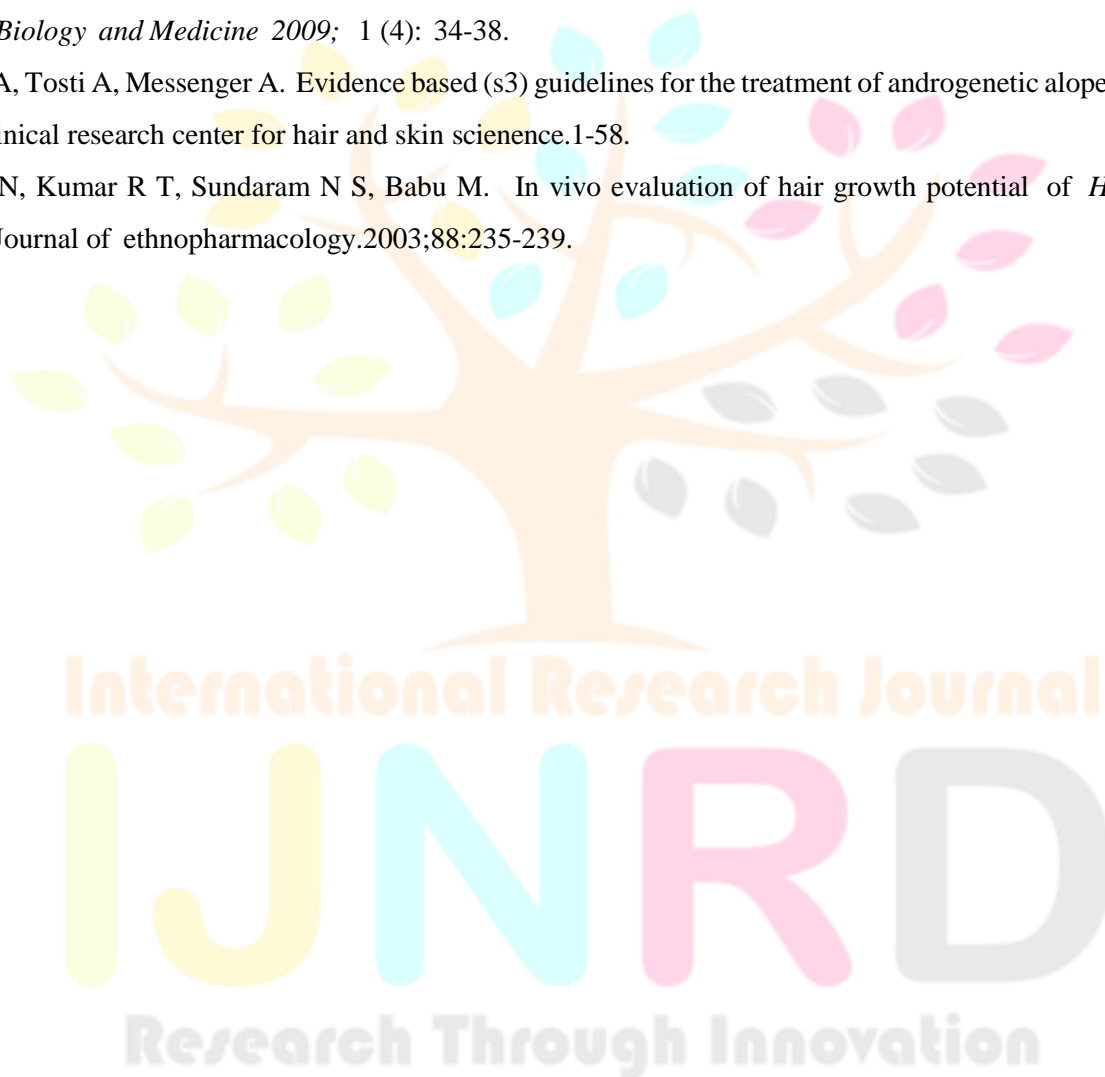 Biology and Medicine 2009; 1 (4): 34-38.
A, Tosti A, Messenger A. Evidence based (s3) guidelines for the treatment of androgenetic alope
inical research center for hair and skin scienence.1-58.
N, Kumar R T, Sundaram N S, Babu M. In vivo evaluation of hair growth potential of H
Journal of ethnopharmacology.2003;88:235-239.
International Research Journal
IJNRD
Research Through Innovation